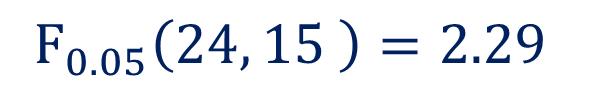 F₀.₀₅(24, 15 ) = 2.29